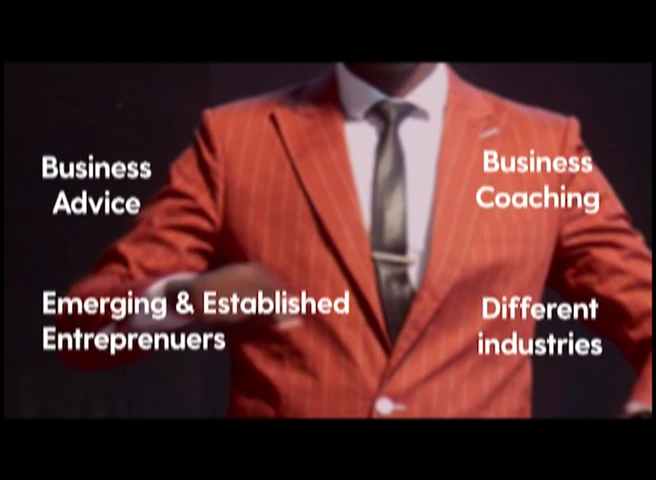 Business
Advice
Business
Coaching
Emerging & Established
Entreprenuers
Different
industries